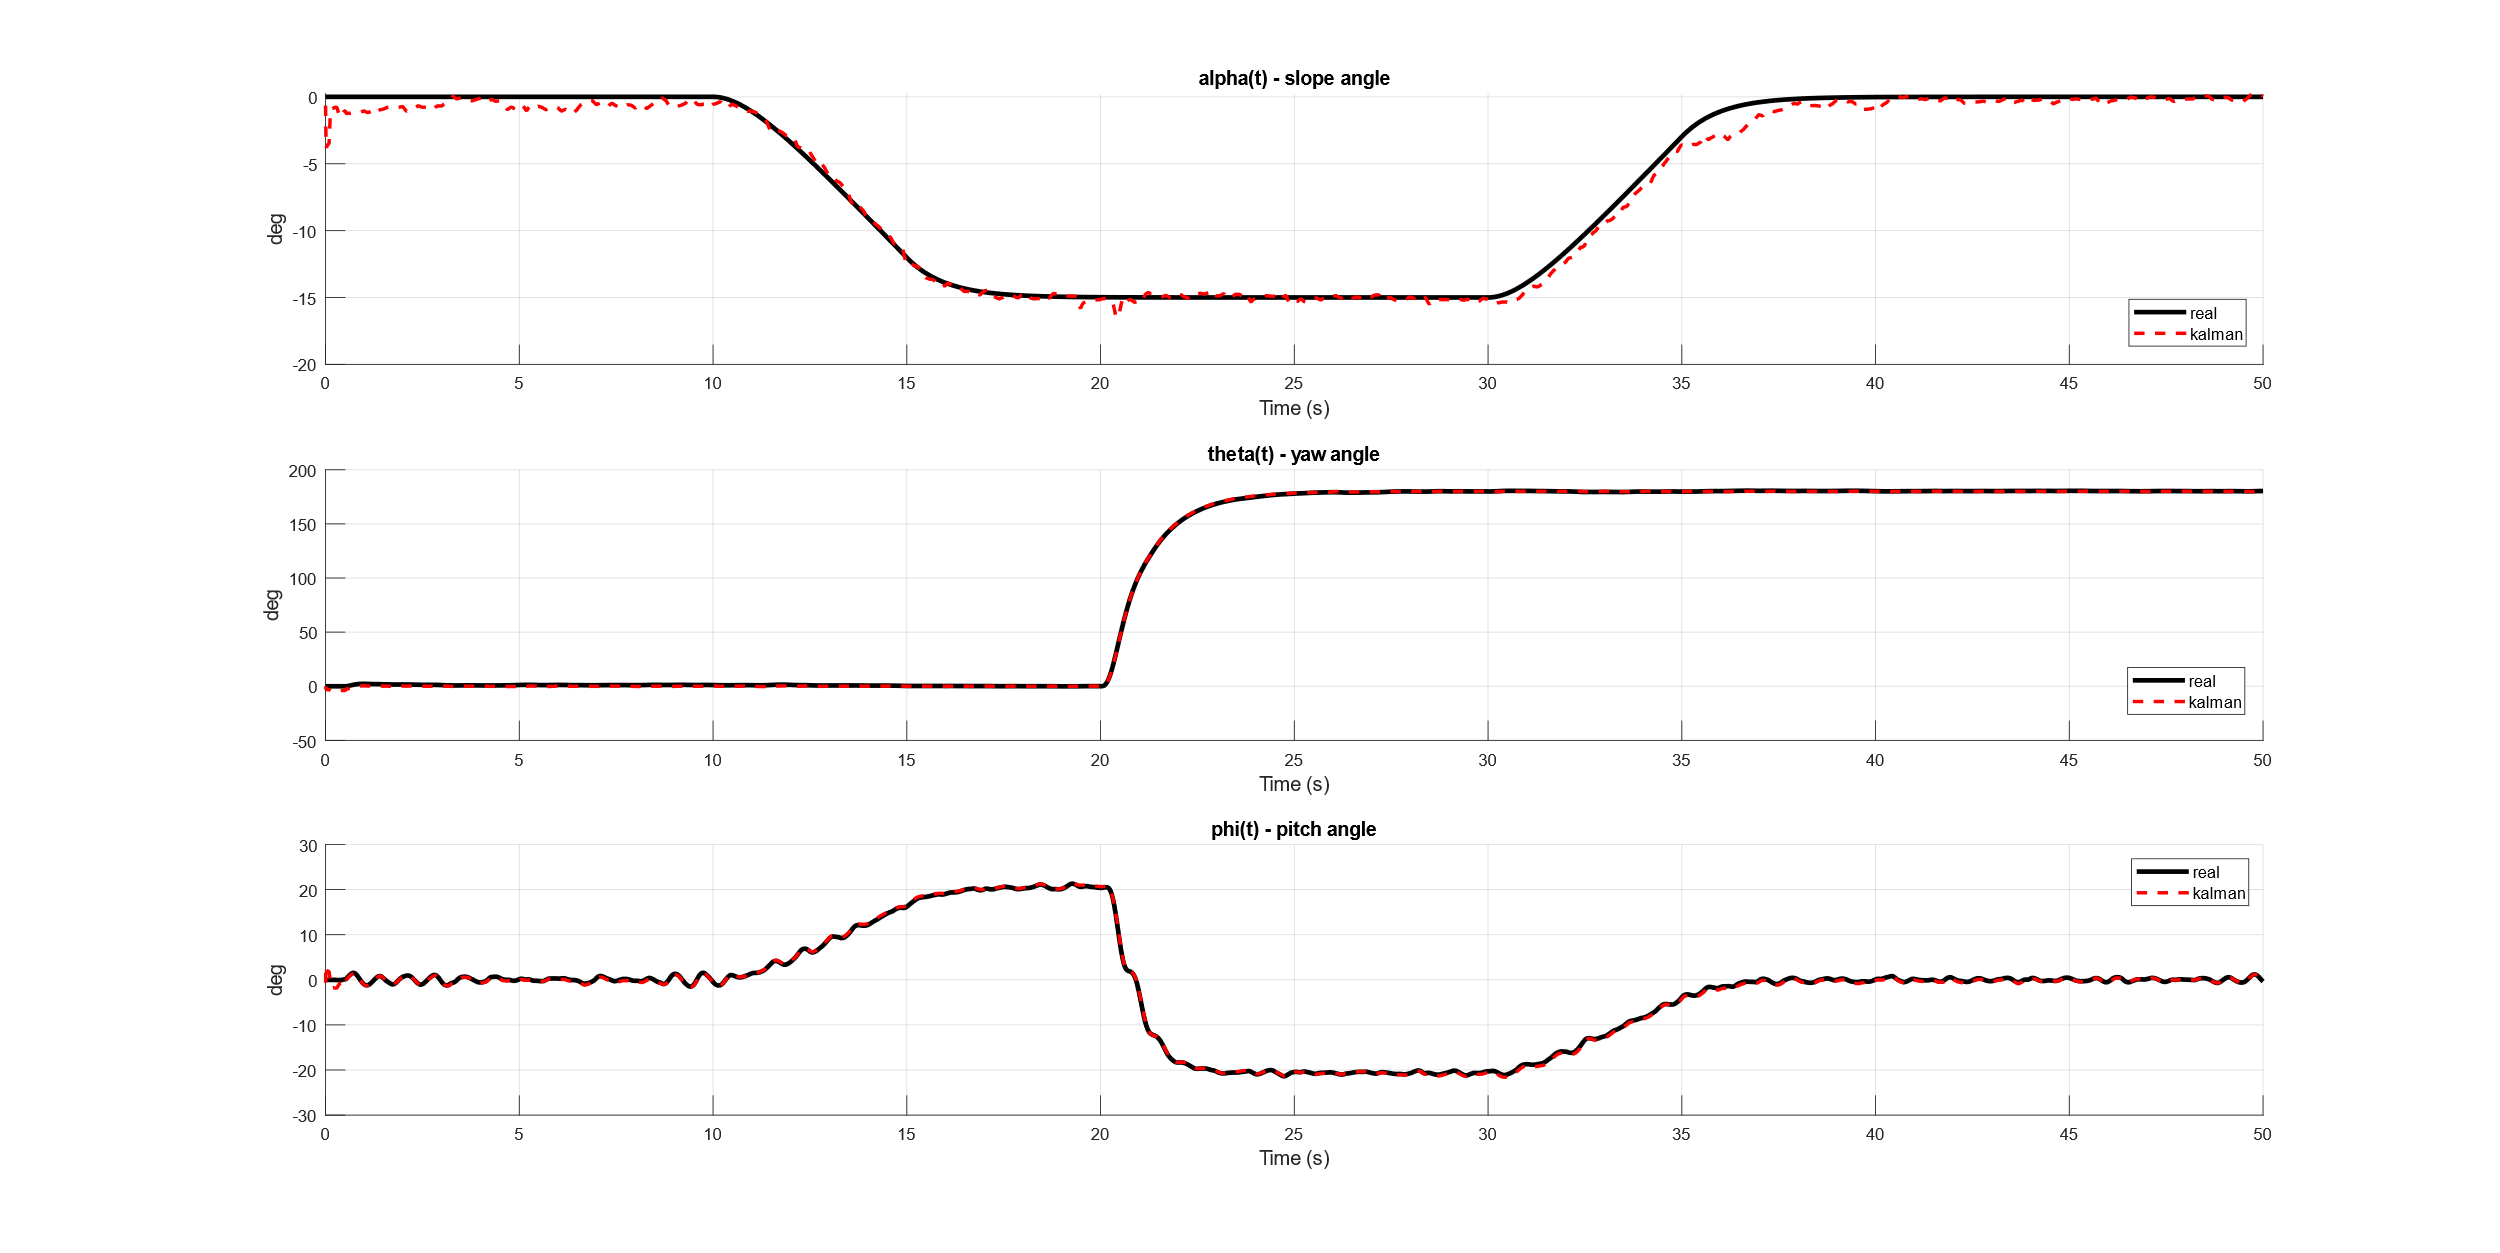 alpha(t) - slope angle
0
-5
-10
-15
-20
deg
real
kalman
0 5 10 15 20 25 30 35 40 45 50
Time (s)
theta(t) - yaw angle
200
150
100
50
0
-50
deg
real
kalman
0 5 10 15 20 25 30 35 40 45 50
Time (s)
phi(t) - pitch angle
30
20
10
0
-10
-20
-30
deg
real
kalman
0 5 10 15 20 25 30 35 40 45 50
Time (s)